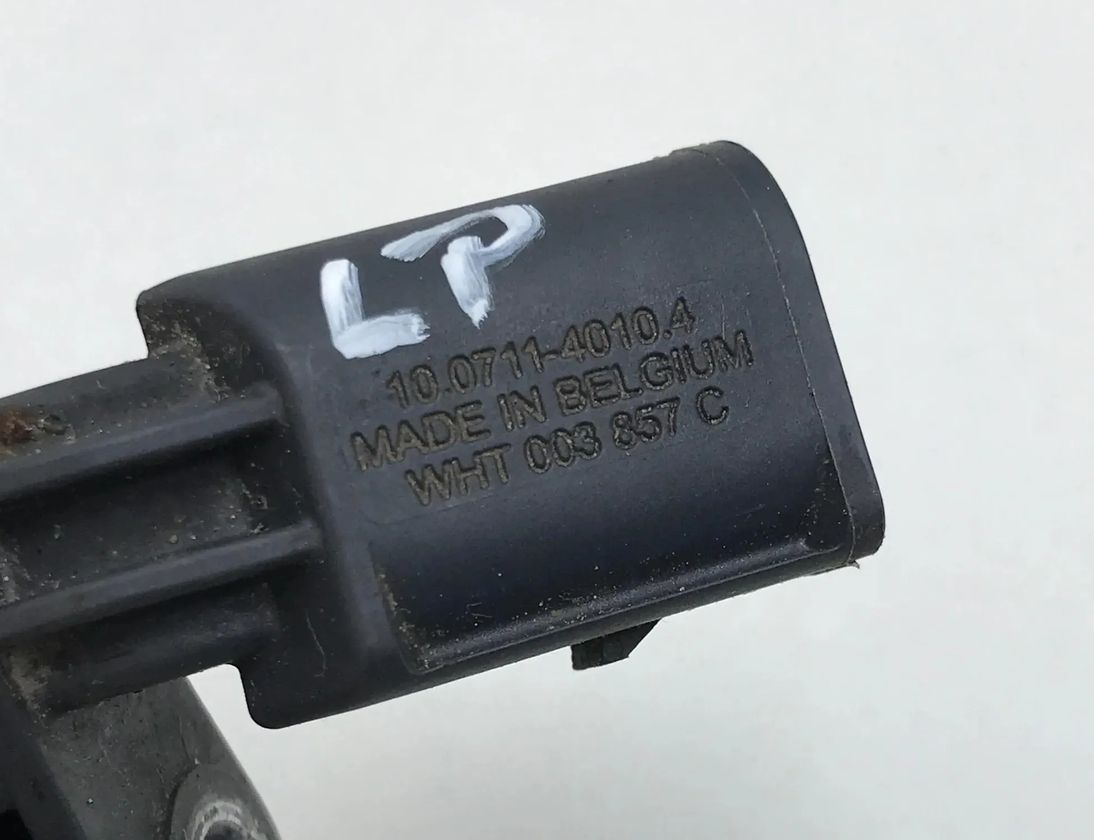 LP
10.0711-4010.4
MADE IN BELGIUM
WHT 003 857 C